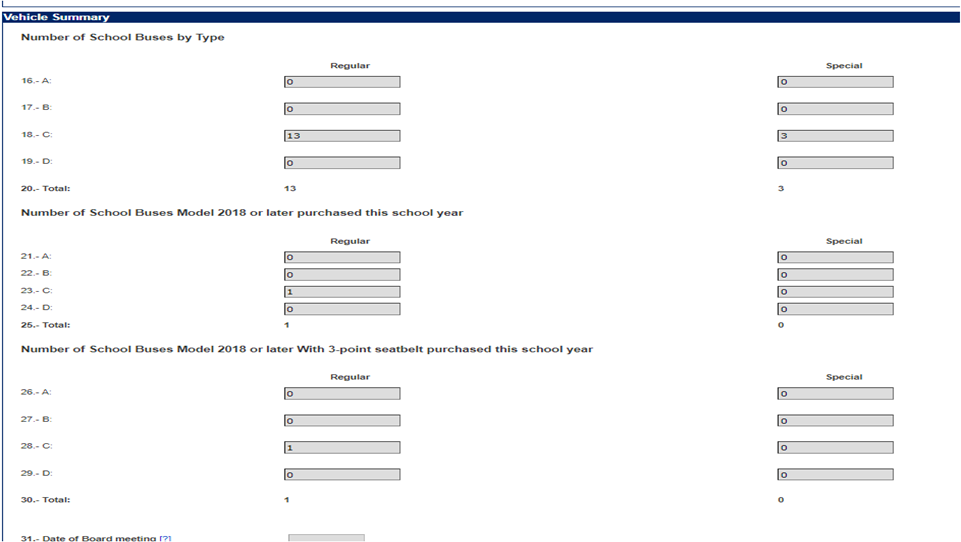 Vehicle Summary
Number of School Buses by Type
Regular Special
16.- A: 0 0
17.- B: 0 0
18.- C: 13 3
19.- D: 0 0
20.- Total: 13 3
Number of School Buses Model 2018 or later purchased this school year
Regular Special
21.- A: 0 0
22.- B: 0 0
23.- C: 1 0
24.- D: 0 0
25.- Total: 1 0
Number of School Buses Model 2018 or later With 3-point seatbelt purchased this school year
Regular Special
26.- A: 0 0
27.- B: 0 0
28.- C: 1 0
29.- D: 0 0
30.- Total: 1 0
31.- Date of Board meeting [?]